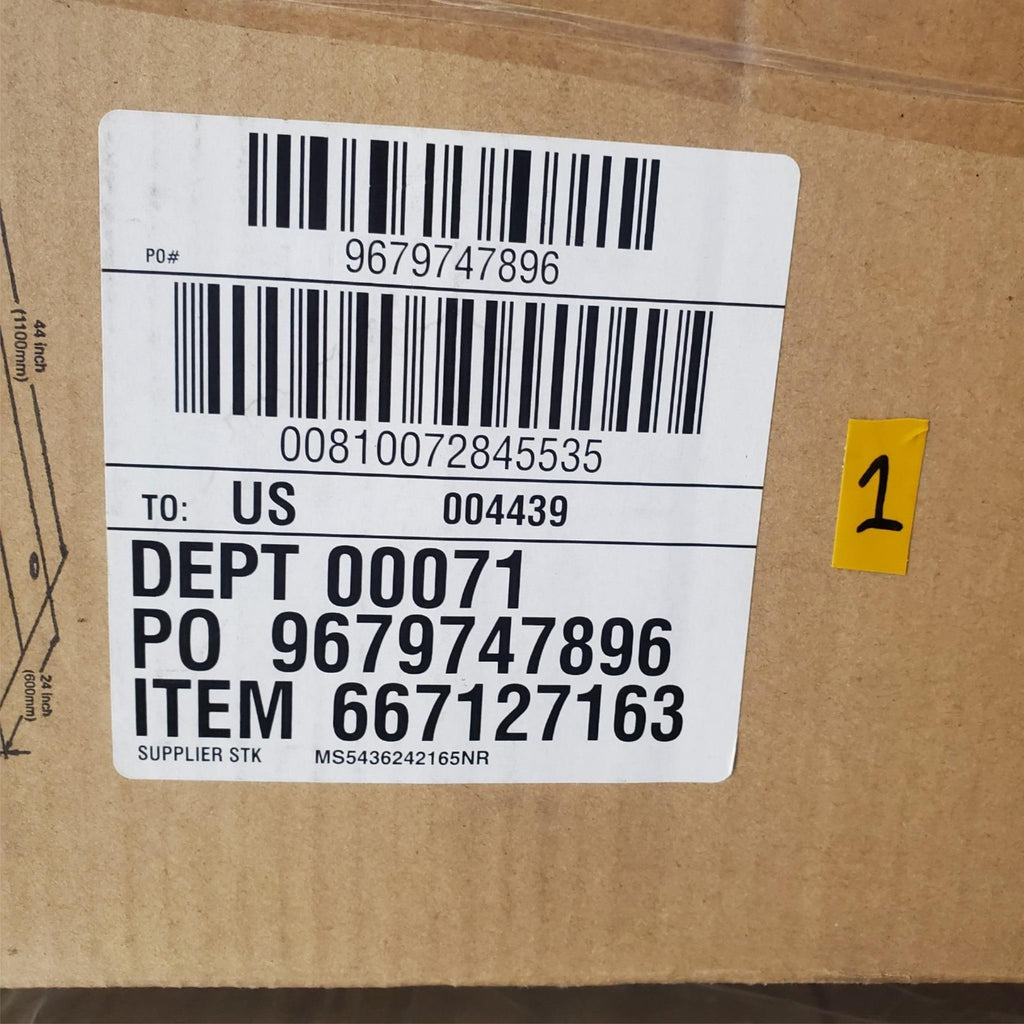 9679747896
PO#
00810072845535
TO: US 004439
DEPT 00071
PO 9679747896
ITEM 667127163
SUPPLIER STK MS5436242165NR
1
44 inch
(1100mm)
24 inch
(600mm)